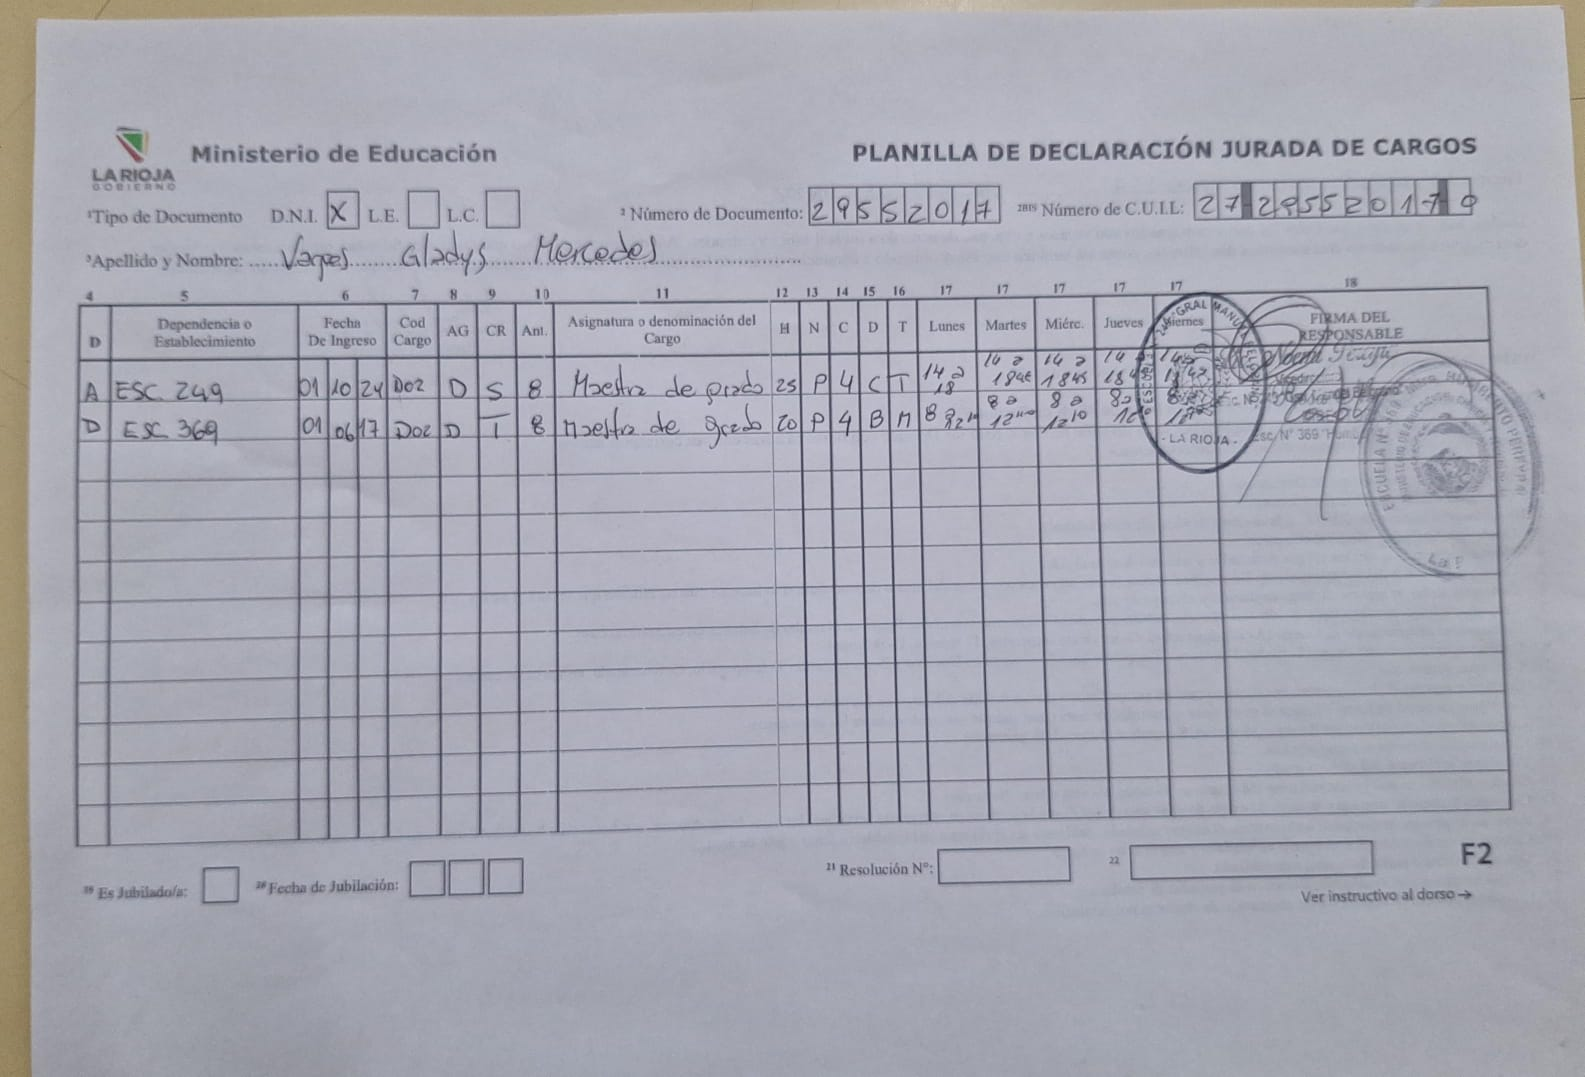 LA RIOJA
GOBIERNO
Ministerio de Educación
PLANILLA DE DECLARACIÓN JURADA DE CARGOS
¹Tipo de Documento D.N.I. X L.E. L.C. ² Número de Documento: 29552017 2BIS Número de C.U.I.L: 27 29552017 0
³Apellido y Nombre: Gladys Mercedes
4 5 6 7 8 9 10 11 12 13 14 15 16 17 17 17 17 17 18
D Dependencia o Establecimiento Fecha De Ingreso Cod Cargo AG CR Ant. Asignatura o denominación del Cargo H N C D T Lunes Martes Miérc. Jueves Viernes FIRMA DEL RESPONSABLE
A ESC. 249 01 10 24 D02 D S 8 Maestra de grado 25 P 4 C T 14 a 18
D ESC. 369 01 06 17 D02 D T 8 Maestra de grado 20 P 4 B M
LA RIOJA
Esc. N° 369
ESCUELA N° 369
¹⁹ Es Jubilado/a: ²⁰ Fecha de Jubilación: ²¹ Resolución N°: ²² F2
Ver instructivo al dorso →